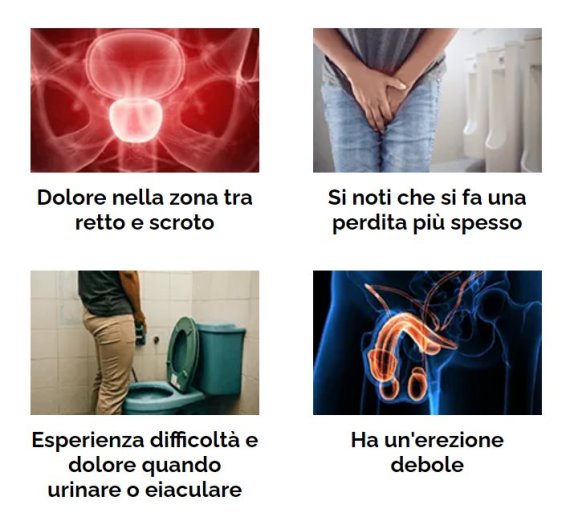 Dolore nella zona tra
retto e scroto
Si noti che si fa una
perdita più spesso
Esperienza difficoltà e
dolore quando
urinare o eiaculare
Ha un'erezione
debole